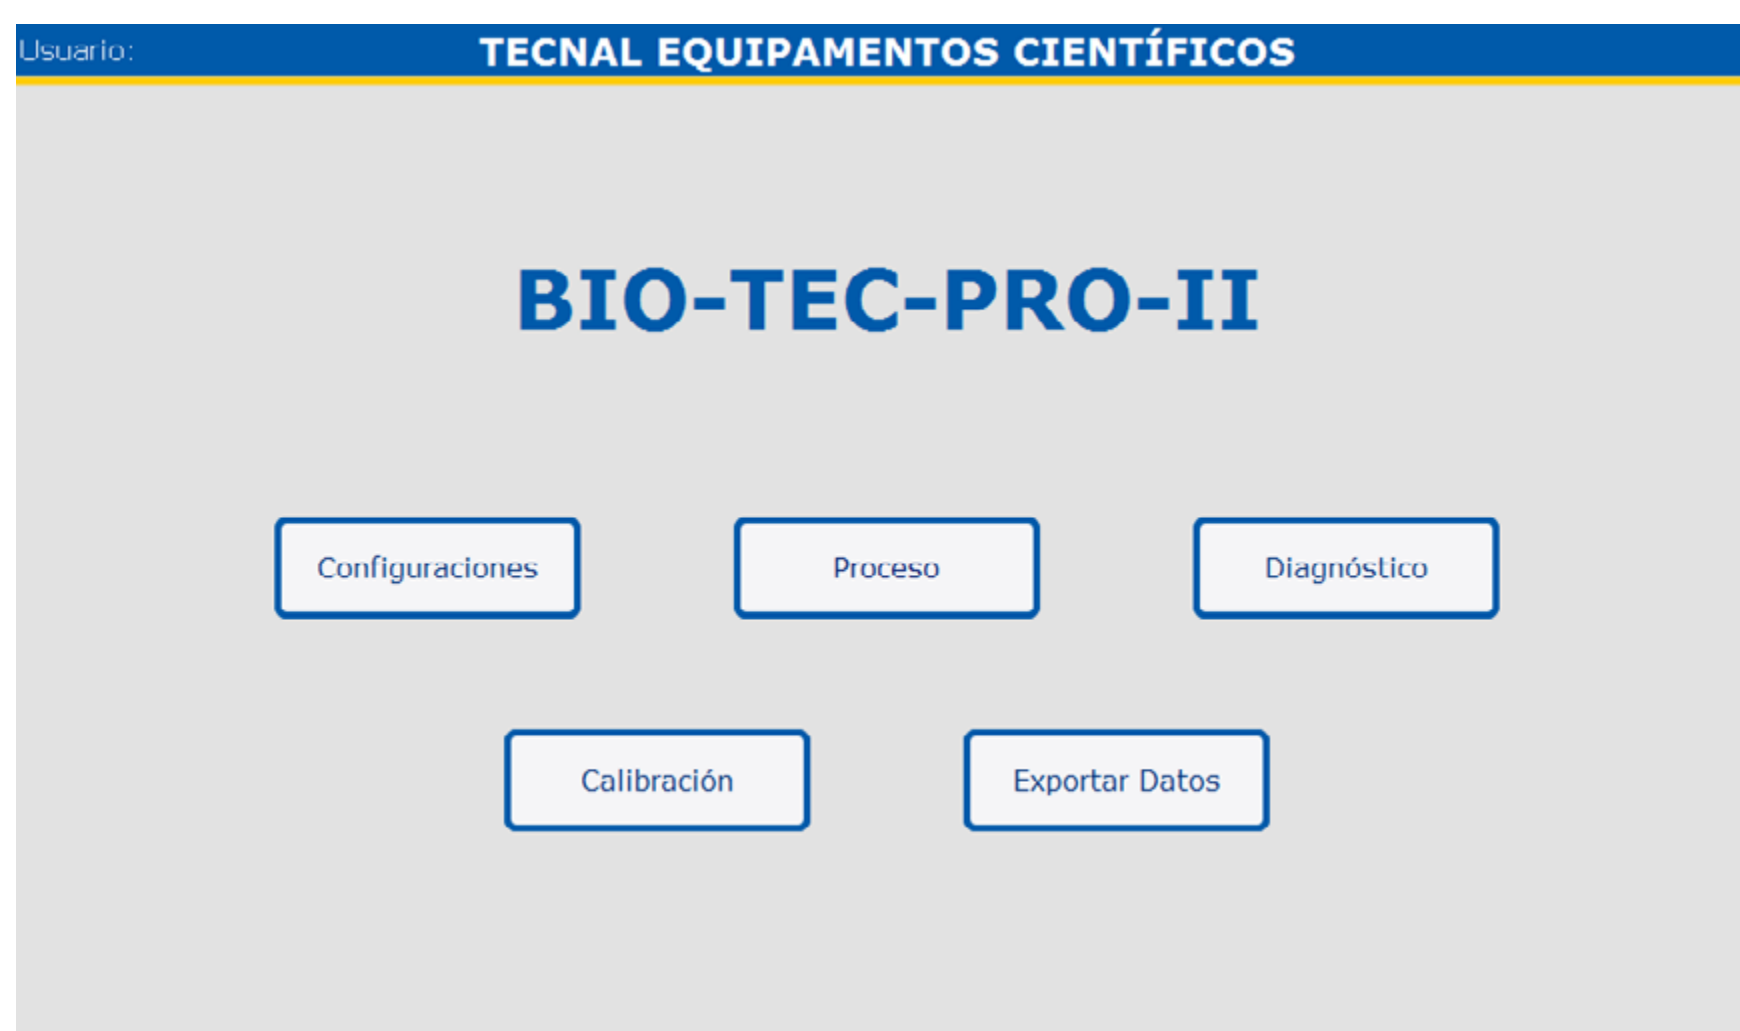 Usuario:
TECNAL EQUIPAMENTOS CIENTÍFICOS
BIO-TEC-PRO-II
Configuraciones
Proceso
Diagnóstico
Calibración
Exportar Datos